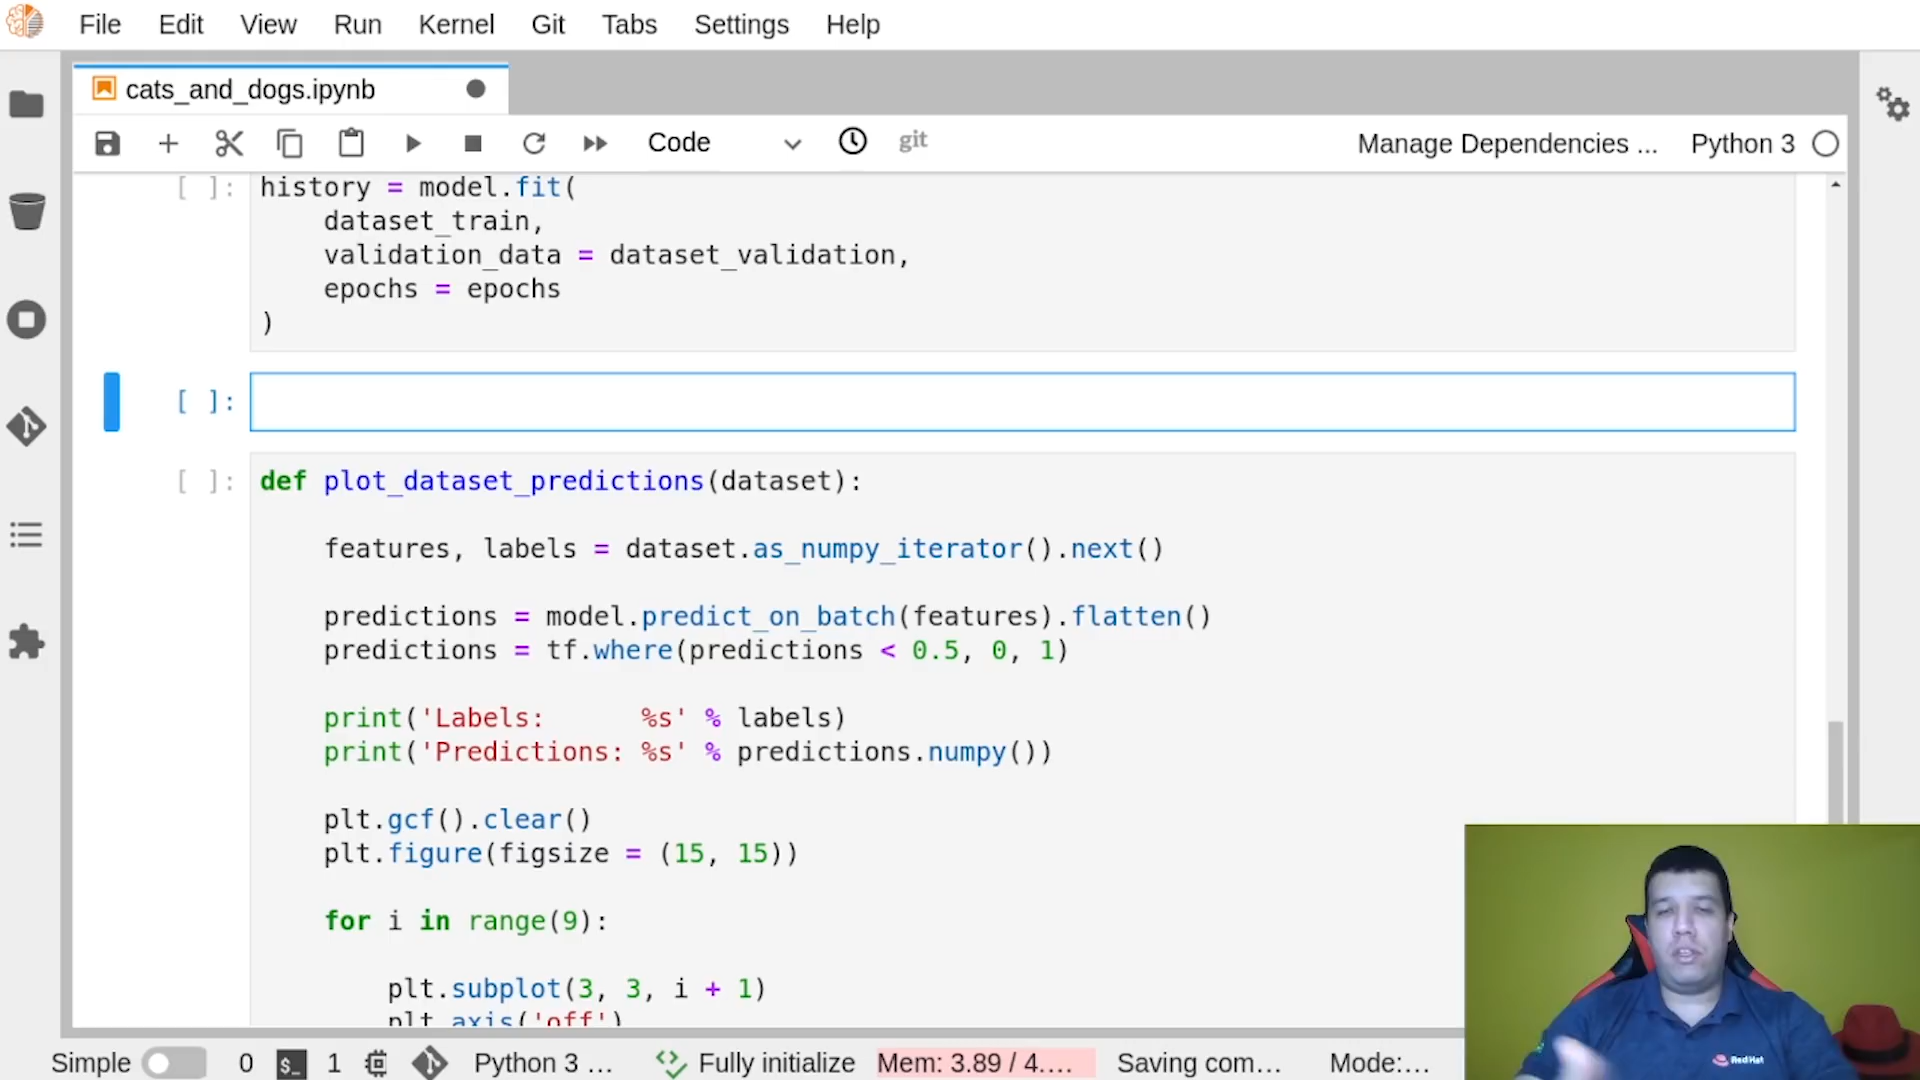 File Edit View Run Kernel Git Tabs Settings Help
cats_and_dogs.ipynb
Code git Manage Dependencies ... Python 3
[ ]: history = model.fit(
dataset_train,
validation_data = dataset_validation,
epochs = epochs
)
[ ]:
[ ]: def plot_dataset_predictions(dataset):
features, labels = dataset.as_numpy_iterator().next()
predictions = model.predict_on_batch(features).flatten()
predictions = tf.where(predictions < 0.5, 0, 1)
print('Labels:      %s' % labels)
print('Predictions: %s' % predictions.numpy())
plt.gcf().clear()
plt.figure(figsize = (15, 15))
for i in range(9):
plt.subplot(3, 3, i + 1)
plt.axis('off')
Simple 0 $_ 1 Python 3 ... Fully initialize Mem: 3.89 / 4.... Saving com... Mode:...
Red Hat